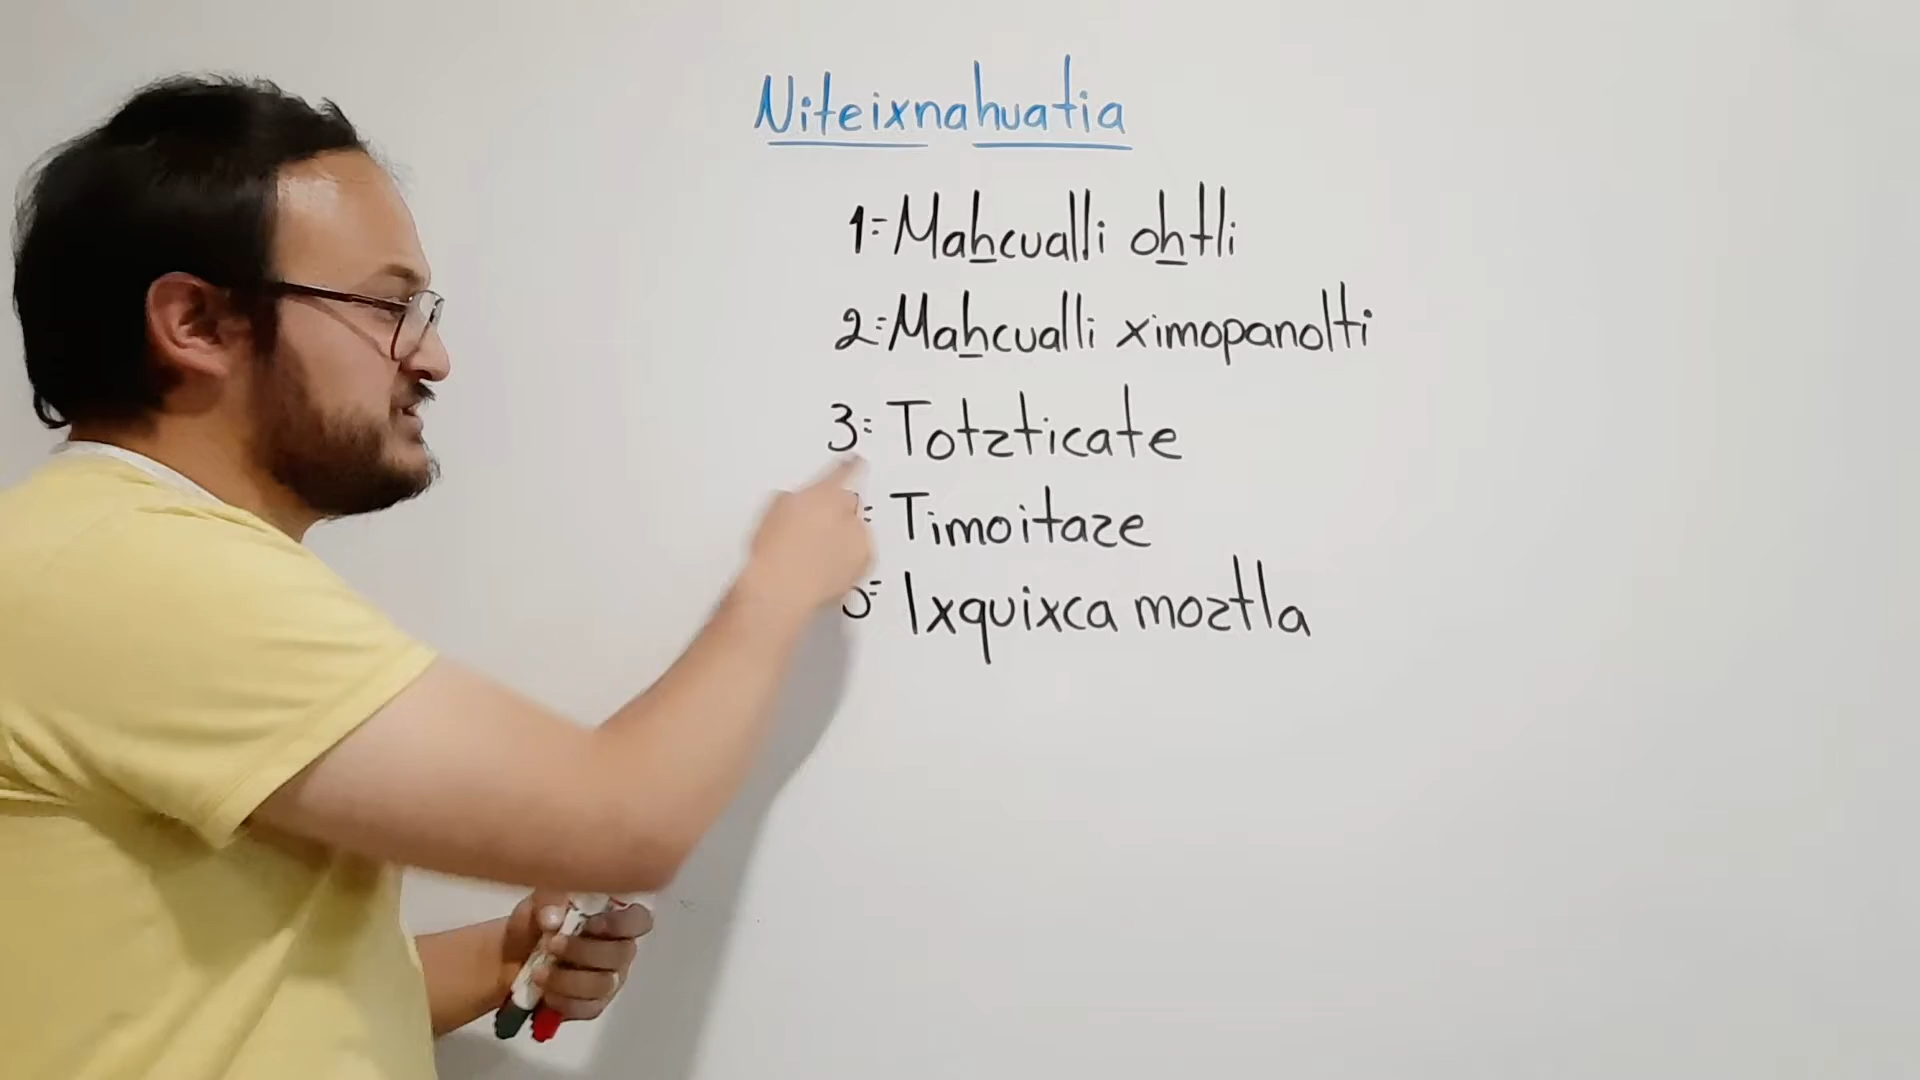 Niteixnahuatia
1= Mahcualli ohtli
2= Mahcualli ximopanolti
3= Totzticate
= Timoitaze
= Ixquixca moztla